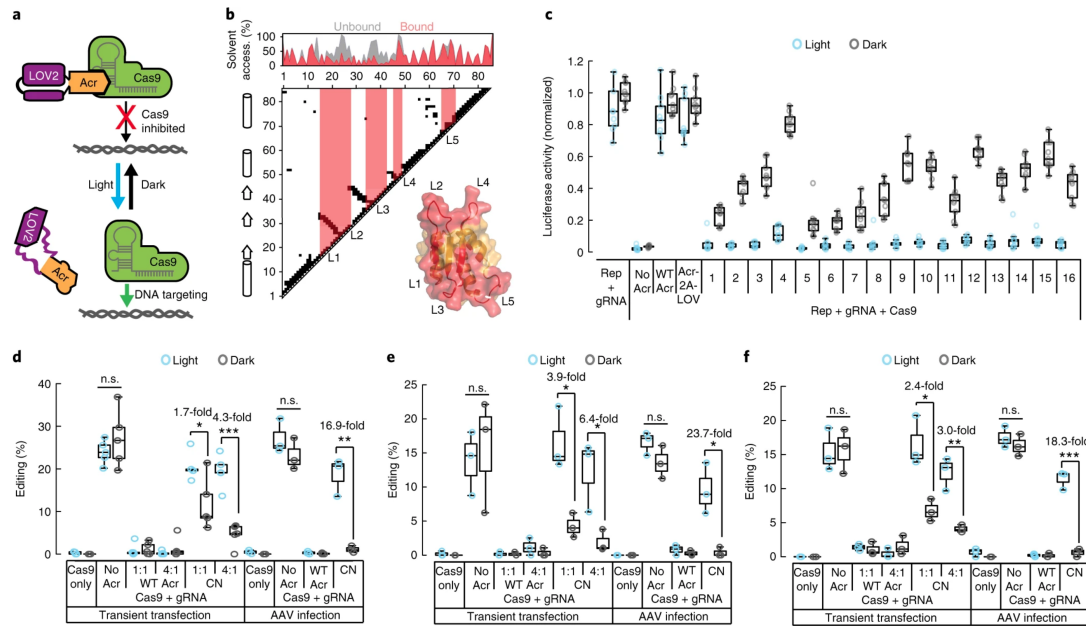 a
LOV2
Acr
Cas9
Cas9
inhibited
Light
Dark
LOV2
Acr
Cas9
DNA targeting
b
Unbound
Bound
Solvent
access. (%)
100
50
0
1 10 20 30 40 50 60 70 80
80
70
60
50
40
30
20
10
1
L1
L2
L3
L4
L5
L2
L4
L1
L3
L5
c
Light
Dark
Luciferase activity (normalized)
1.2
1.0
0.8
0.6
0.4
0.2
0
Rep
+
gRNA
No
Acr
WT
Acr
Acr-
2A-
LOV
1 2 3 4 5 6 7 8 9 10 11 12 13 14 15 16
Rep + gRNA + Cas9
d
Light
Dark
Editing (%)
40
30
20
10
0
n.s.
1.7-fold
*
4.3-fold
***
n.s.
16.9-fold
**
Cas9
only
No
Acr
1:1 4:1
WT Acr
1:1 4:1
CN
Cas9
only
No
Acr
WT
Acr
CN
Cas9 + gRNA
Cas9 + gRNA
Transient transfection
AAV infection
e
Light
Dark
Editing (%)
25
20
15
10
5
0
n.s.
3.9-fold
*
6.4-fold
*
n.s.
23.7-fold
*
Cas9
only
No
Acr
1:1 4:1
WT Acr
1:1 4:1
CN
Cas9
only
No
Acr
WT
Acr
CN
Cas9 + gRNA
Cas9 + gRNA
Transient transfection
AAV infection
f
Light
Dark
Editing (%)
25
20
15
10
5
0
n.s.
2.4-fold
*
3.0-fold
**
n.s.
18.3-fold
***
Cas9
only
No
Acr
1:1 4:1
WT Acr
1:1 4:1
CN
Cas9
only
No
Acr
WT
Acr
CN
Cas9 + gRNA
Cas9 + gRNA
Transient transfection
AAV infection